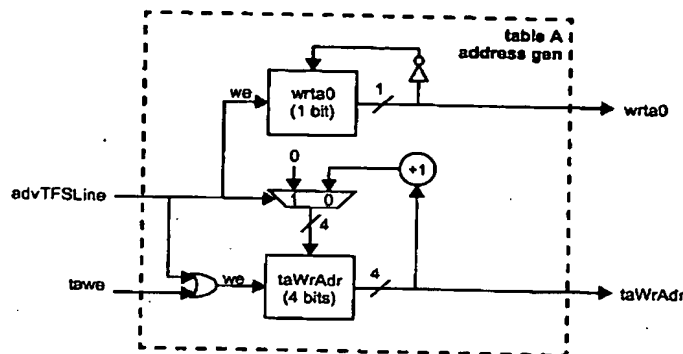 table A
address gen
we
wrta0
(1 bit)
1
wrta0
0
+1
advTFSLine
1 0
4
tawe
we
taWrAdr
(4 bits)
4
taWrAdr